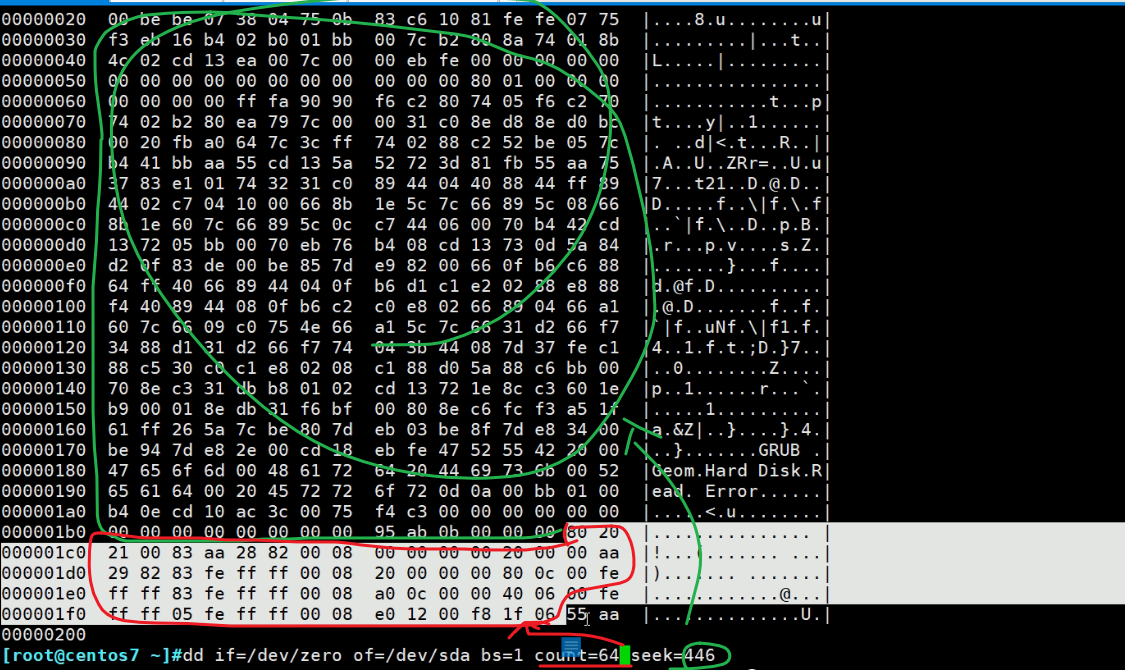 00000020 00 be be 07 38 04 75 0b 83 c6 10 81 fe fe 07 75 |....8.u.........u|
00000030 f3 eb 16 b4 02 b0 01 bb 00 7c b2 80 8a 74 01 8b |.........|...t..|
00000040 4c 02 cd 13 ea 00 7c 00 00 eb fe 00 00 00 00 00 |L.....|.........|
00000050 00 00 00 00 00 00 00 00 00 00 00 80 01 00 00 00 |................|
00000060 00 00 00 00 ff fa 90 90 f6 c2 80 74 05 f6 c2 70 |...........t...p|
00000070 74 02 b2 80 ea 79 7c 00 00 31 c0 8e d8 8e d0 bc |t....y|..1......|
00000080 00 20 fb a0 64 7c 3c ff 74 02 88 c2 52 be 05 7c |. ..d|<.t...R..||
00000090 b4 41 bb aa 55 cd 13 5a 52 72 3d 81 fb 55 aa 75 |.A..U..ZRr=..U.u|
000000a0 37 83 e1 01 74 32 31 c0 89 44 04 40 88 44 ff 89 |7...t21..D.@.D..|
000000b0 44 02 c7 04 10 00 66 8b 1e 5c 7c 66 89 5c 08 66 |D.....f..\|f.\.f|
000000c0 8b 1e 60 7c 66 89 5c 0c c7 44 06 00 70 b4 42 cd |..`|f.\..D..p.B.|
000000d0 13 72 05 bb 00 70 eb 76 b4 08 cd 13 73 0d 5a 84 |.r...p.v....s.Z.|
000000e0 d2 0f 83 de 00 be 85 7d e9 82 00 66 0f b6 c6 88 |.......}...f....|
000000f0 64 ff 40 66 89 44 04 0f b6 d1 c1 e2 02 88 e8 88 |d.@f.D..........|
00000100 f4 40 89 44 08 0f b6 c2 c0 e8 02 66 89 04 66 a1 |.@.D.......f..f.|
00000110 60 7c 66 09 c0 75 4e 66 a1 5c 7c 66 31 d2 66 f7 |`|f..uNf.\|f1.f.|
00000120 34 88 d1 31 d2 66 f7 74 04 3b 44 08 7d 37 fe c1 |4..1.f.t.;D.}7..|
00000130 88 c5 30 c0 c1 e8 02 08 c1 88 d0 5a 88 c6 bb 00 |..0........Z....|
00000140 70 8e c3 31 db b8 01 02 cd 13 72 1e 8c c3 60 1e |p..1......r...`.|
00000150 b9 00 01 8e db 31 f6 bf 00 80 8e c6 fc f3 a5 1f |.....1..........|
00000160 61 ff 26 5a 7c be 80 7d eb 03 be 8f 7d e8 34 00 |a.&Z|..}....}.4.|
00000170 be 94 7d e8 2e 00 cd 18 eb fe 47 52 55 42 20 00 |..}.......GRUB .|
00000180 47 65 6f 6d 00 48 61 72 64 20 44 69 73 6b 00 52 |Geom.Hard Disk.R|
00000190 65 61 64 00 20 45 72 72 6f 72 0d 0a 00 bb 01 00 |ead. Error......|
000001a0 b4 0e cd 10 ac 3c 00 75 f4 c3 00 00 00 00 00 00 |.....<.u........|
000001b0 00 00 00 00 00 00 00 00 95 ab 0b 00 00 00 80 20 |............... |
000001c0 21 00 83 aa 28 82 00 08 00 00 00 00 20 00 00 aa |!...(....... ...|
000001d0 29 82 83 fe ff ff 00 08 20 00 00 00 80 0c 00 fe |)....... .......|
000001e0 ff ff 83 fe ff ff 00 08 a0 0c 00 00 40 06 00 fe |............@...|
000001f0 ff ff 05 fe ff ff 00 08 e0 12 00 f8 1f 06 55 aa |..............U.|
00000200
[root@centos7 ~]#dd if=/dev/zero of=/dev/sda bs=1 count=64 seek=446